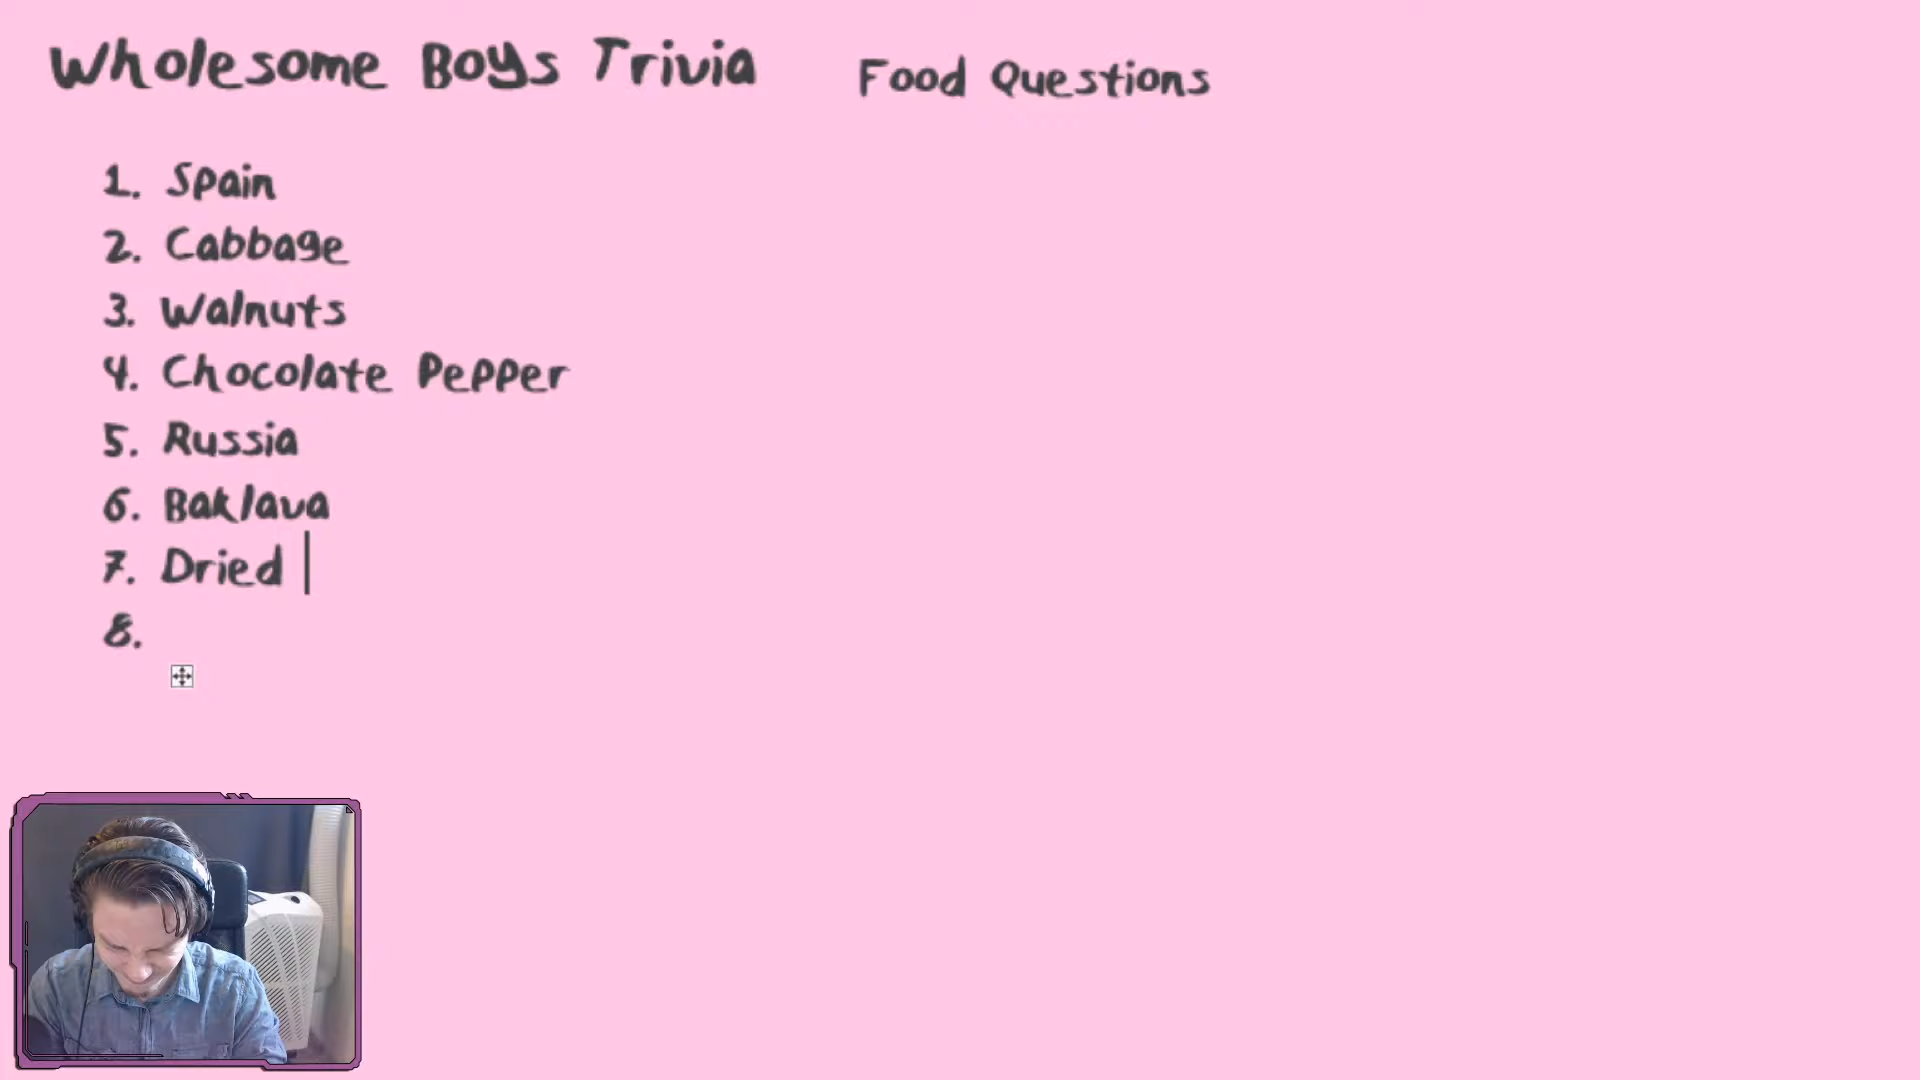 Wholesome Boys Trivia
Food Questions
1. Spain
2. Cabbage
3. Walnuts
4. Chocolate Pepper
5. Russia
6. Baklava
7. Dried
8.